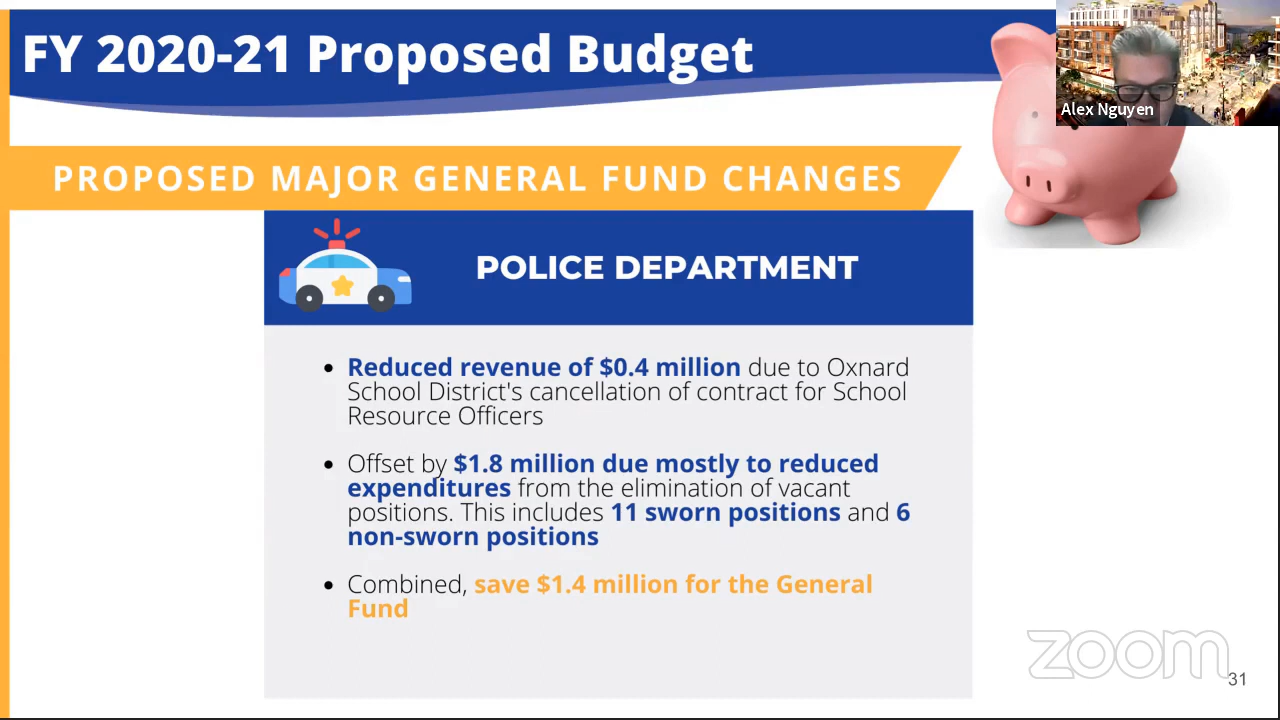 FY 2020-21 Proposed Budget
Alex Nguyen
PROPOSED MAJOR GENERAL FUND CHANGES
POLICE DEPARTMENT
• Reduced revenue of $0.4 million due to Oxnard
School District's cancellation of contract for School
Resource Officers
• Offset by $1.8 million due mostly to reduced
expenditures from the elimination of vacant
positions. This includes 11 sworn positions and 6
non-sworn positions
• Combined, save $1.4 million for the General
Fund
zoom
31